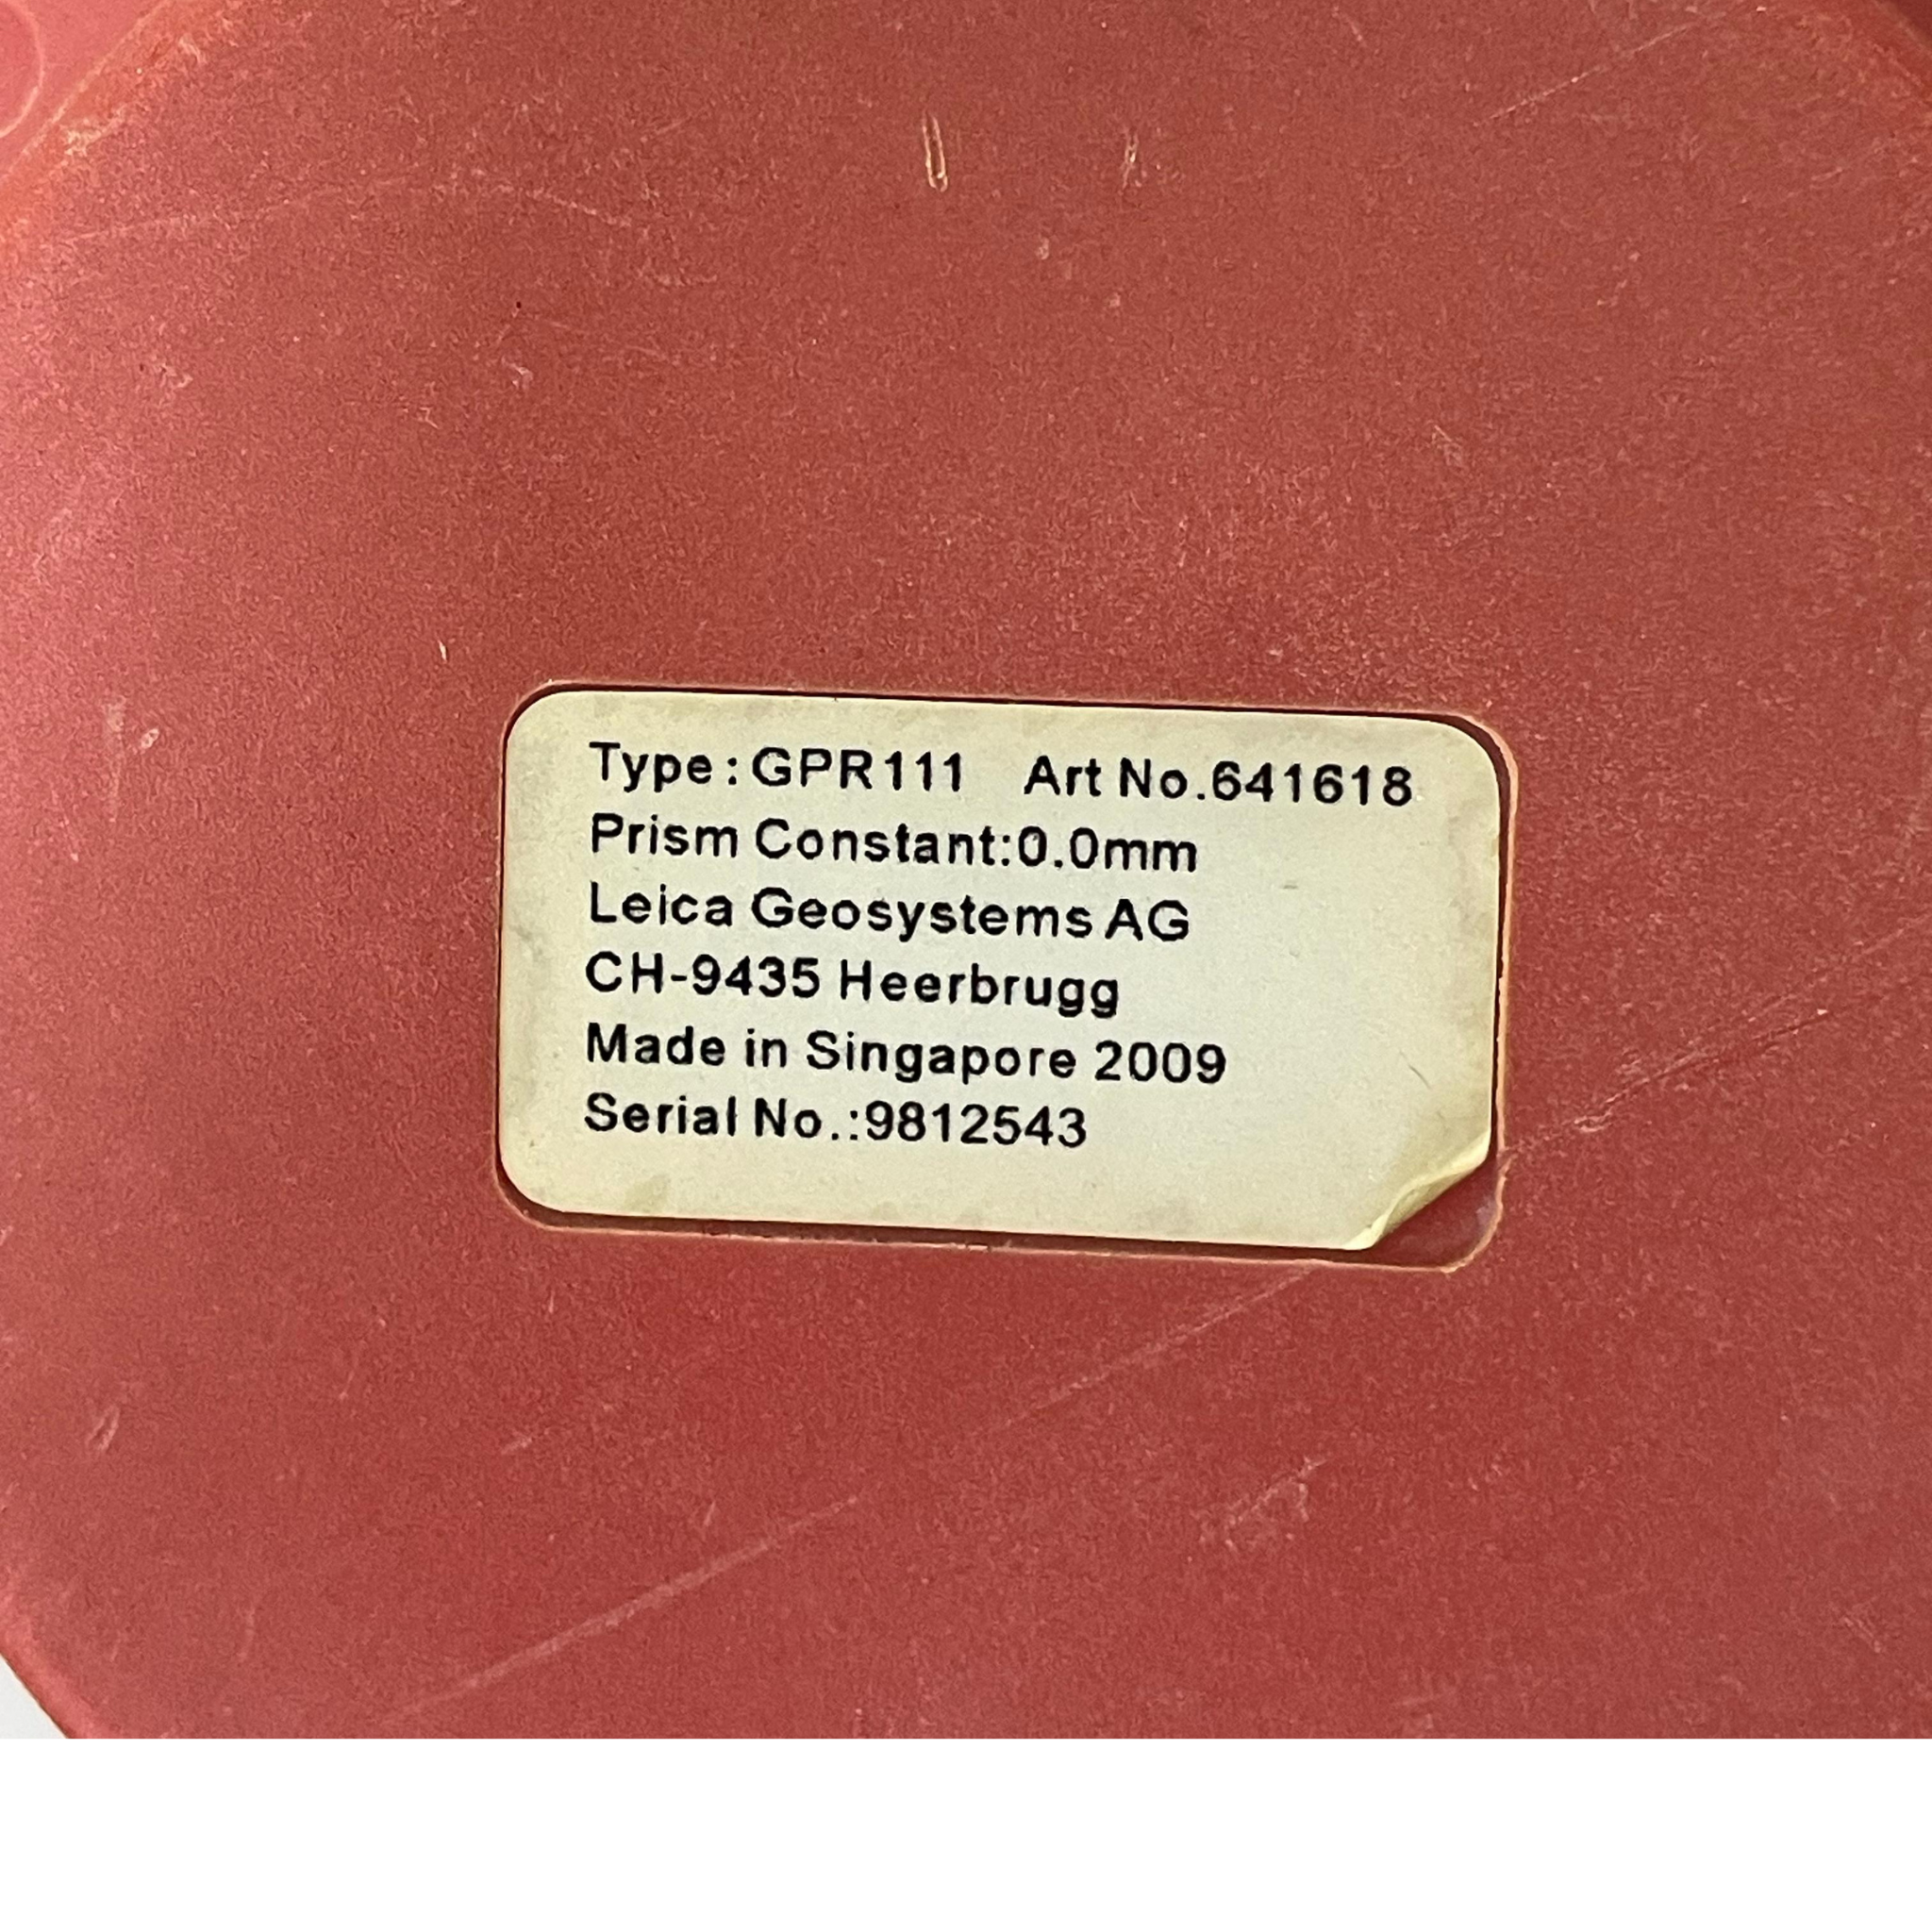 Type: GPR111 Art No.641618
Prism Constant:0.0mm
Leica Geosystems AG
CH-9435 Heerbrugg
Made in Singapore 2009
Serial No.:9812543